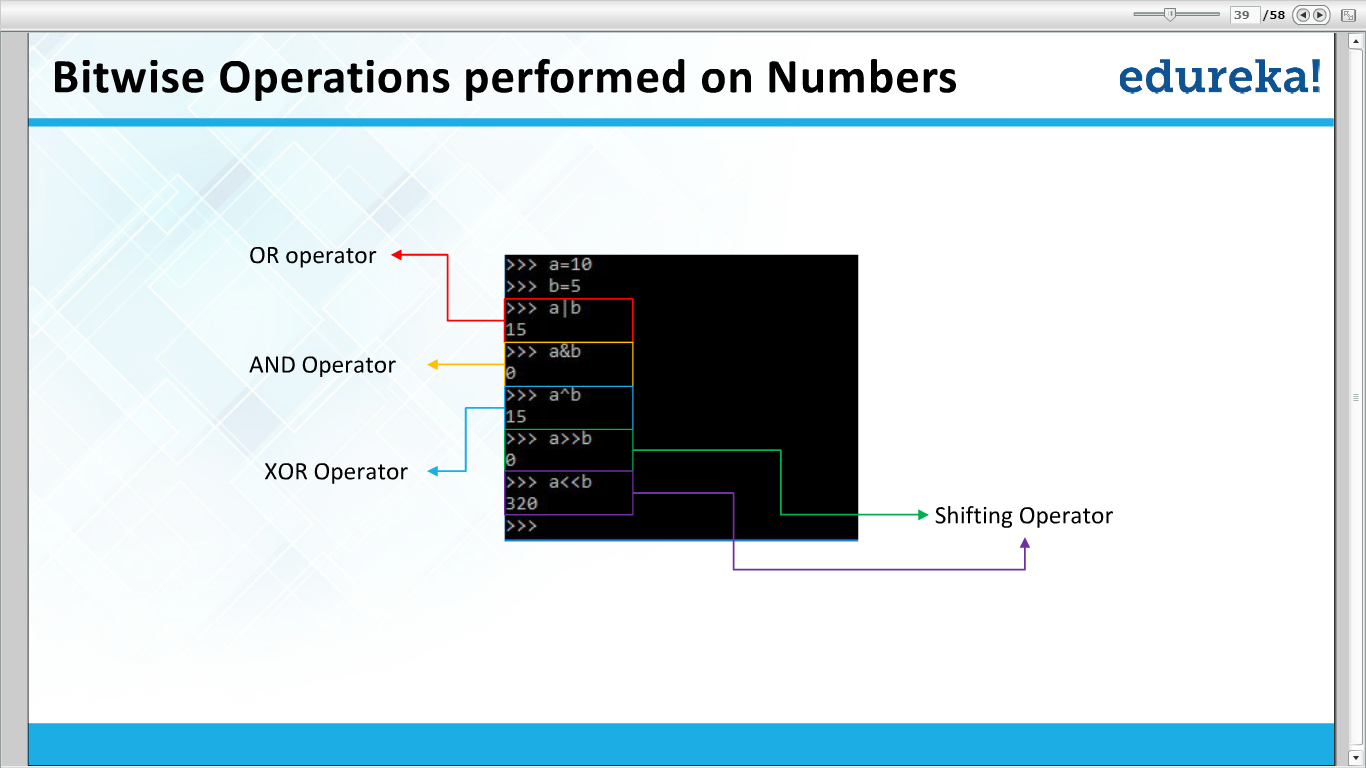 39 /58
Bitwise Operations performed on Numbers
edureka!
OR operator
AND Operator
XOR Operator
>>> a=10
>>> b=5
>>> a|b
15
>>> a&b
0
>>> a^b
15
>>> a>>b
0
>>> a<<b
320
>>>
Shifting Operator